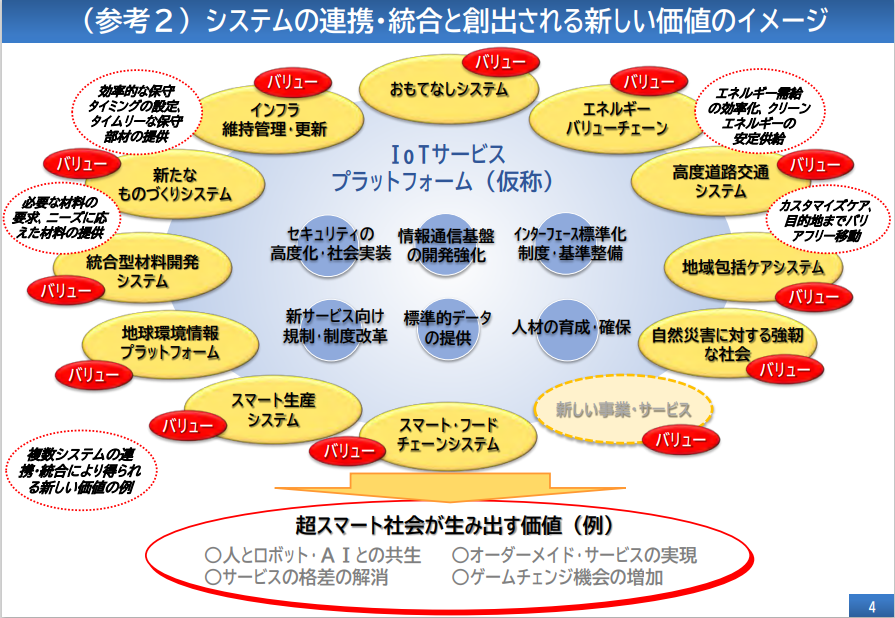 （参考２）システムの連携・統合と創出される新しい価値のイメージ
バリュー
おもてなしシステム
バリュー
インフラ
維持管理・更新
効率的な保守
タイミングの設定、
タイムリーな保守
部材の提供
バリュー
エネルギー
バリューチェーン
エネルギー需給
の効率化、クリーン
エネルギーの
安定供給
バリュー
新たな
ものづくりシステム
バリュー
高度道路交通
システム
必要な材料の
要求、ニーズに応
えた材料の提供
カスタマイズケア、
目的地までバリ
アフリー移動
統合型材料開発
システム
バリュー
地域包括ケアシステム
バリュー
地球環境情報
プラットフォーム
バリュー
自然災害に対する強靭
な社会
バリュー
スマート生産
システム
バリュー
スマート・フード
チェーンシステム
バリュー
新しい事業・サービス
バリュー
ＩｏＴサービス
プラットフォーム（仮称）
セキュリティの
高度化・社会実装
情報通信基盤
の開発強化
インターフェース標準化
制度・基準整備
新サービス向け
規制・制度改革
標準的データ
の提供
人材の育成・確保
複数システムの連
携・統合により得られ
る新しい価値の例
超スマート社会が生み出す価値（例）
〇人とロボット・ＡＩとの共生
〇オーダーメイド・サービスの実現
〇サービスの格差の解消
〇ゲームチェンジ機会の増加
4